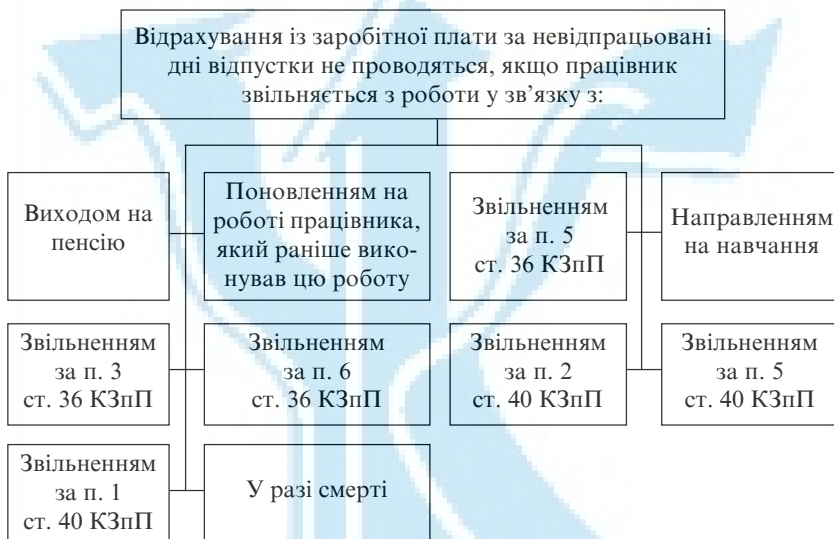 Відрахування із заробітної плати за невідпрацьовані
дні відпустки не проводяться, якщо працівник
звільняється з роботи у зв’язку з:
Виходом на
пенсію
Поновленням на
роботі працівника,
який раніше вико-
нував цю роботу
Звільненням
за п. 5
ст. 36 КЗпП
Направленням
на навчання
Звільненням
за п. 3
ст. 36 КЗпП
Звільненням
за п. 6
ст. 36 КЗпП
Звільненням
за п. 2
ст. 40 КЗпП
Звільненням
за п. 5
ст. 40 КЗпП
Звільненням
за п. 1
ст. 40 КЗпП
У разі смерті